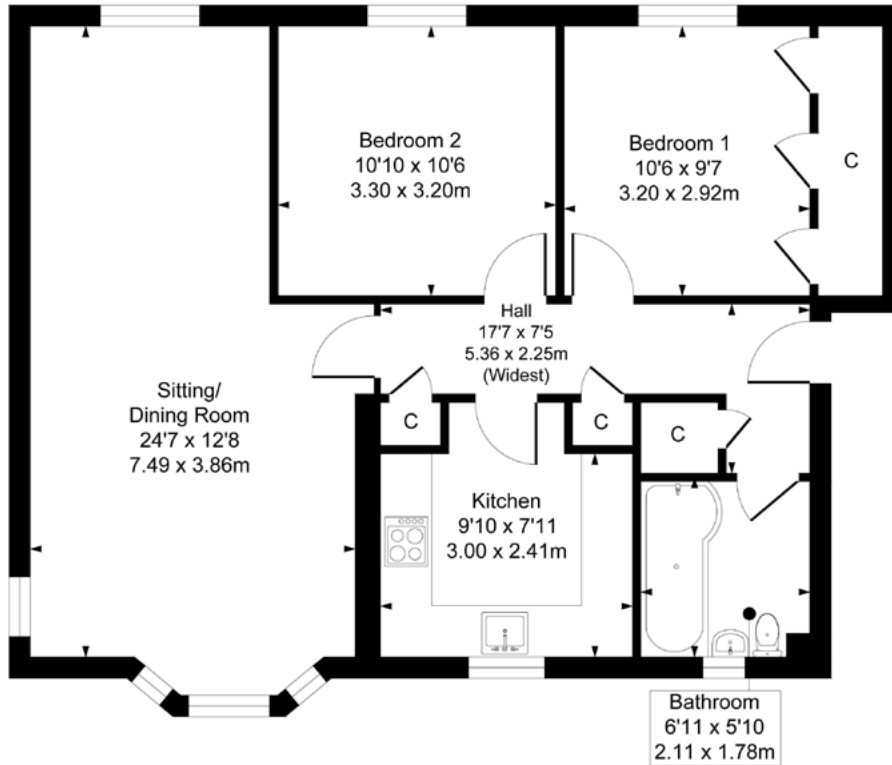 Bedroom 2
10'10 x 10'6
3.30 x 3.20m
Bedroom 1
10'6 x 9'7
3.20 x 2.92m
C
Hall
17'7 x 7'5
5.36 x 2.25m
(Widest)
Sitting/
Dining Room
24'7 x 12'8
7.49 x 3.86m
C
C
C
Kitchen
9'10 x 7'11
3.00 x 2.41m
Bathroom
6'11 x 5'10
2.11 x 1.78m